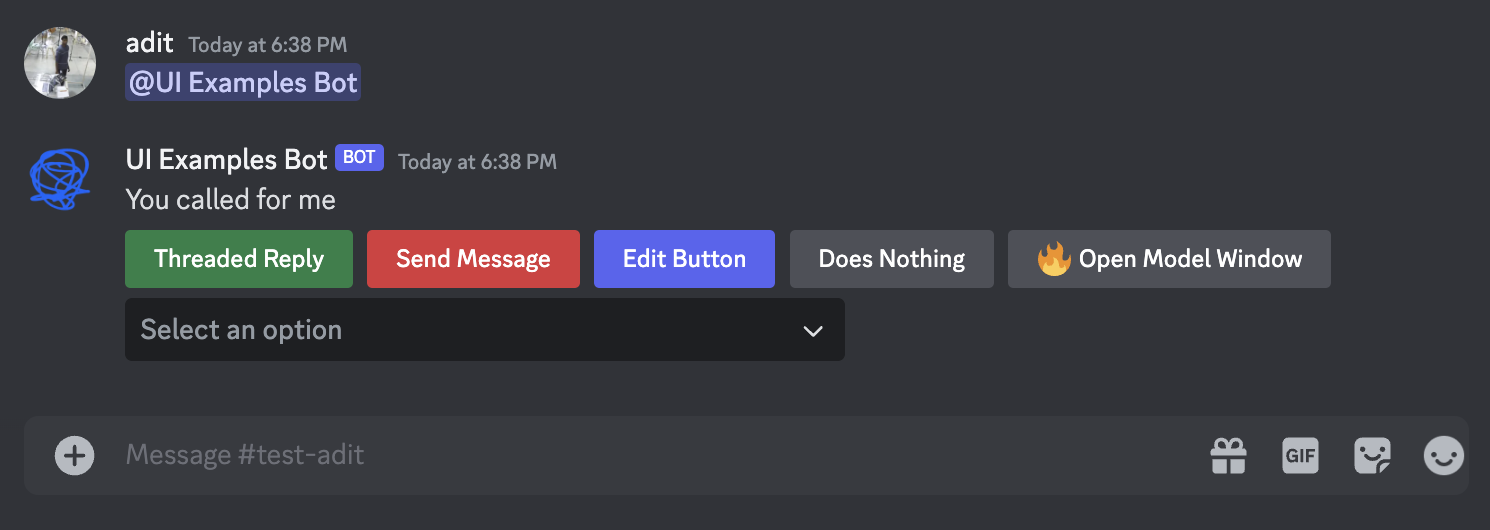 adit Today at 6:38 PM
@UI Examples Bot
UI Examples Bot BOT Today at 6:38 PM
You called for me
Threaded Reply Send Message Edit Button Does Nothing 🔥 Open Model Window
Select an option
Message #test-adit GIF